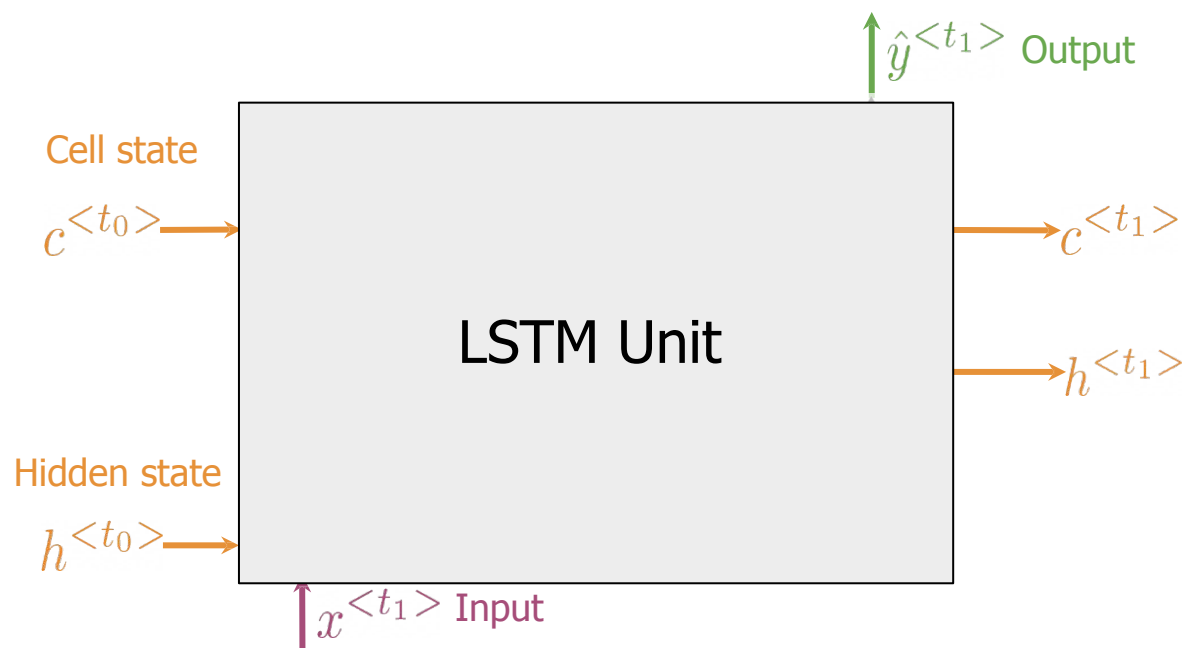 ŷ^{<t₁>} Output
Cell state
c^{<t₀>}
c^{<t₁>}
LSTM Unit
h^{<t₁>}
Hidden state
h^{<t₀>}
x^{<t₁>} Input